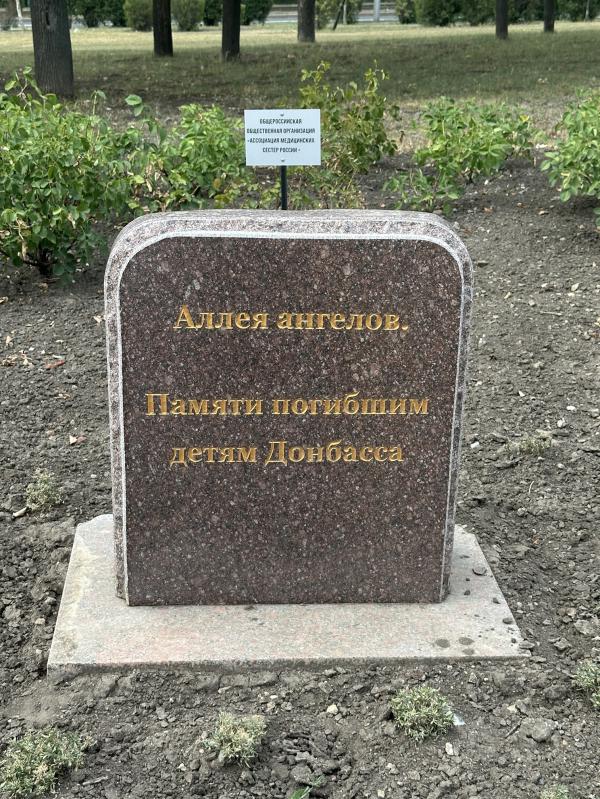 ОБЩЕРОССИЙСКАЯ
ОБЩЕСТВЕННАЯ ОРГАНИЗАЦИЯ
«АССОЦИАЦИЯ МЕДИЦИНСКИХ
СЕСТЕР РОССИИ»
Аллея ангелов.
Памяти погибшим
детям Донбасса